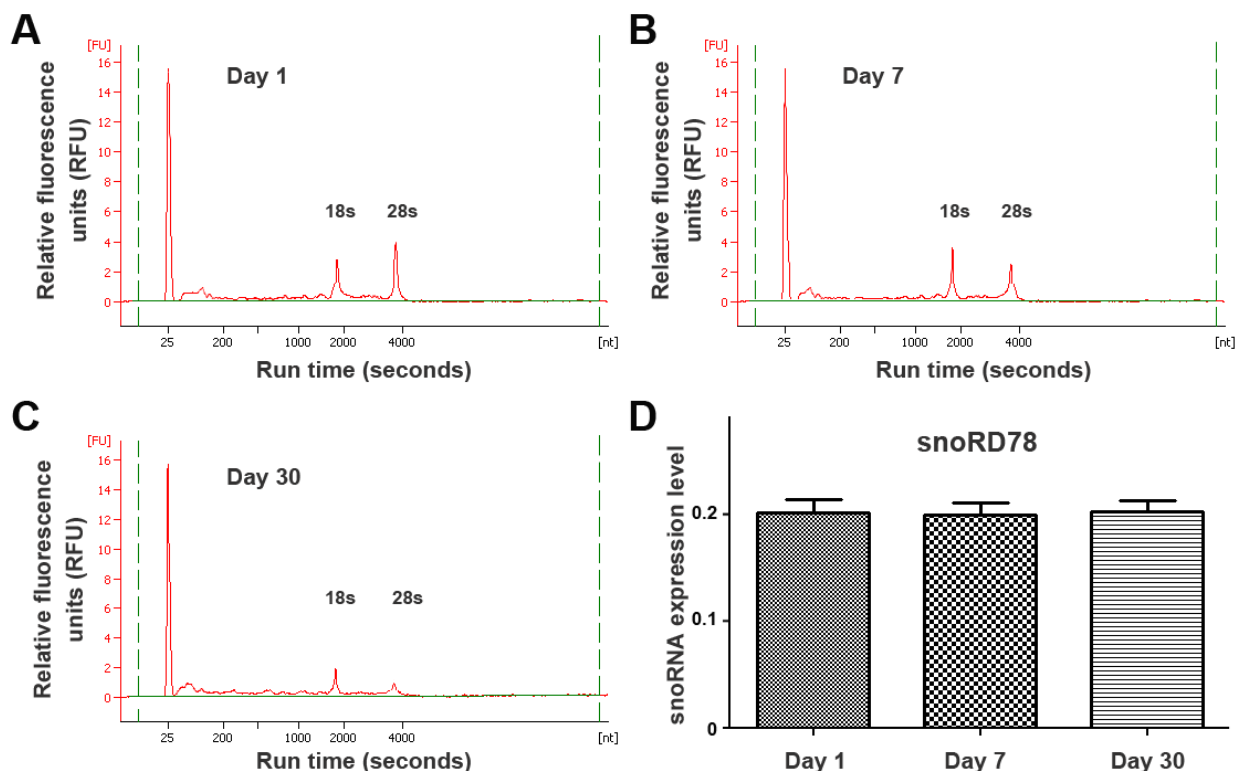 A
[FU]
Day 1
16
14
12
10
8
6
4
2
0
Relative fluorescence
units (RFU)
18s 28s
25 200 1000 2000 4000 [nt]
Run time (seconds)
B
[FU]
Day 7
16
14
12
10
8
6
4
2
0
Relative fluorescence
units (RFU)
18s 28s
25 200 1000 2000 4000 [nt]
Run time (seconds)
C
[FU]
Day 30
16
14
12
10
8
6
4
2
0
Relative fluorescence
units (RFU)
18s 28s
25 200 1000 2000 4000 [nt]
Run time (seconds)
D
snoRD78
snoRNA expression level
0.2
0.1
0
Day 1 Day 7 Day 30